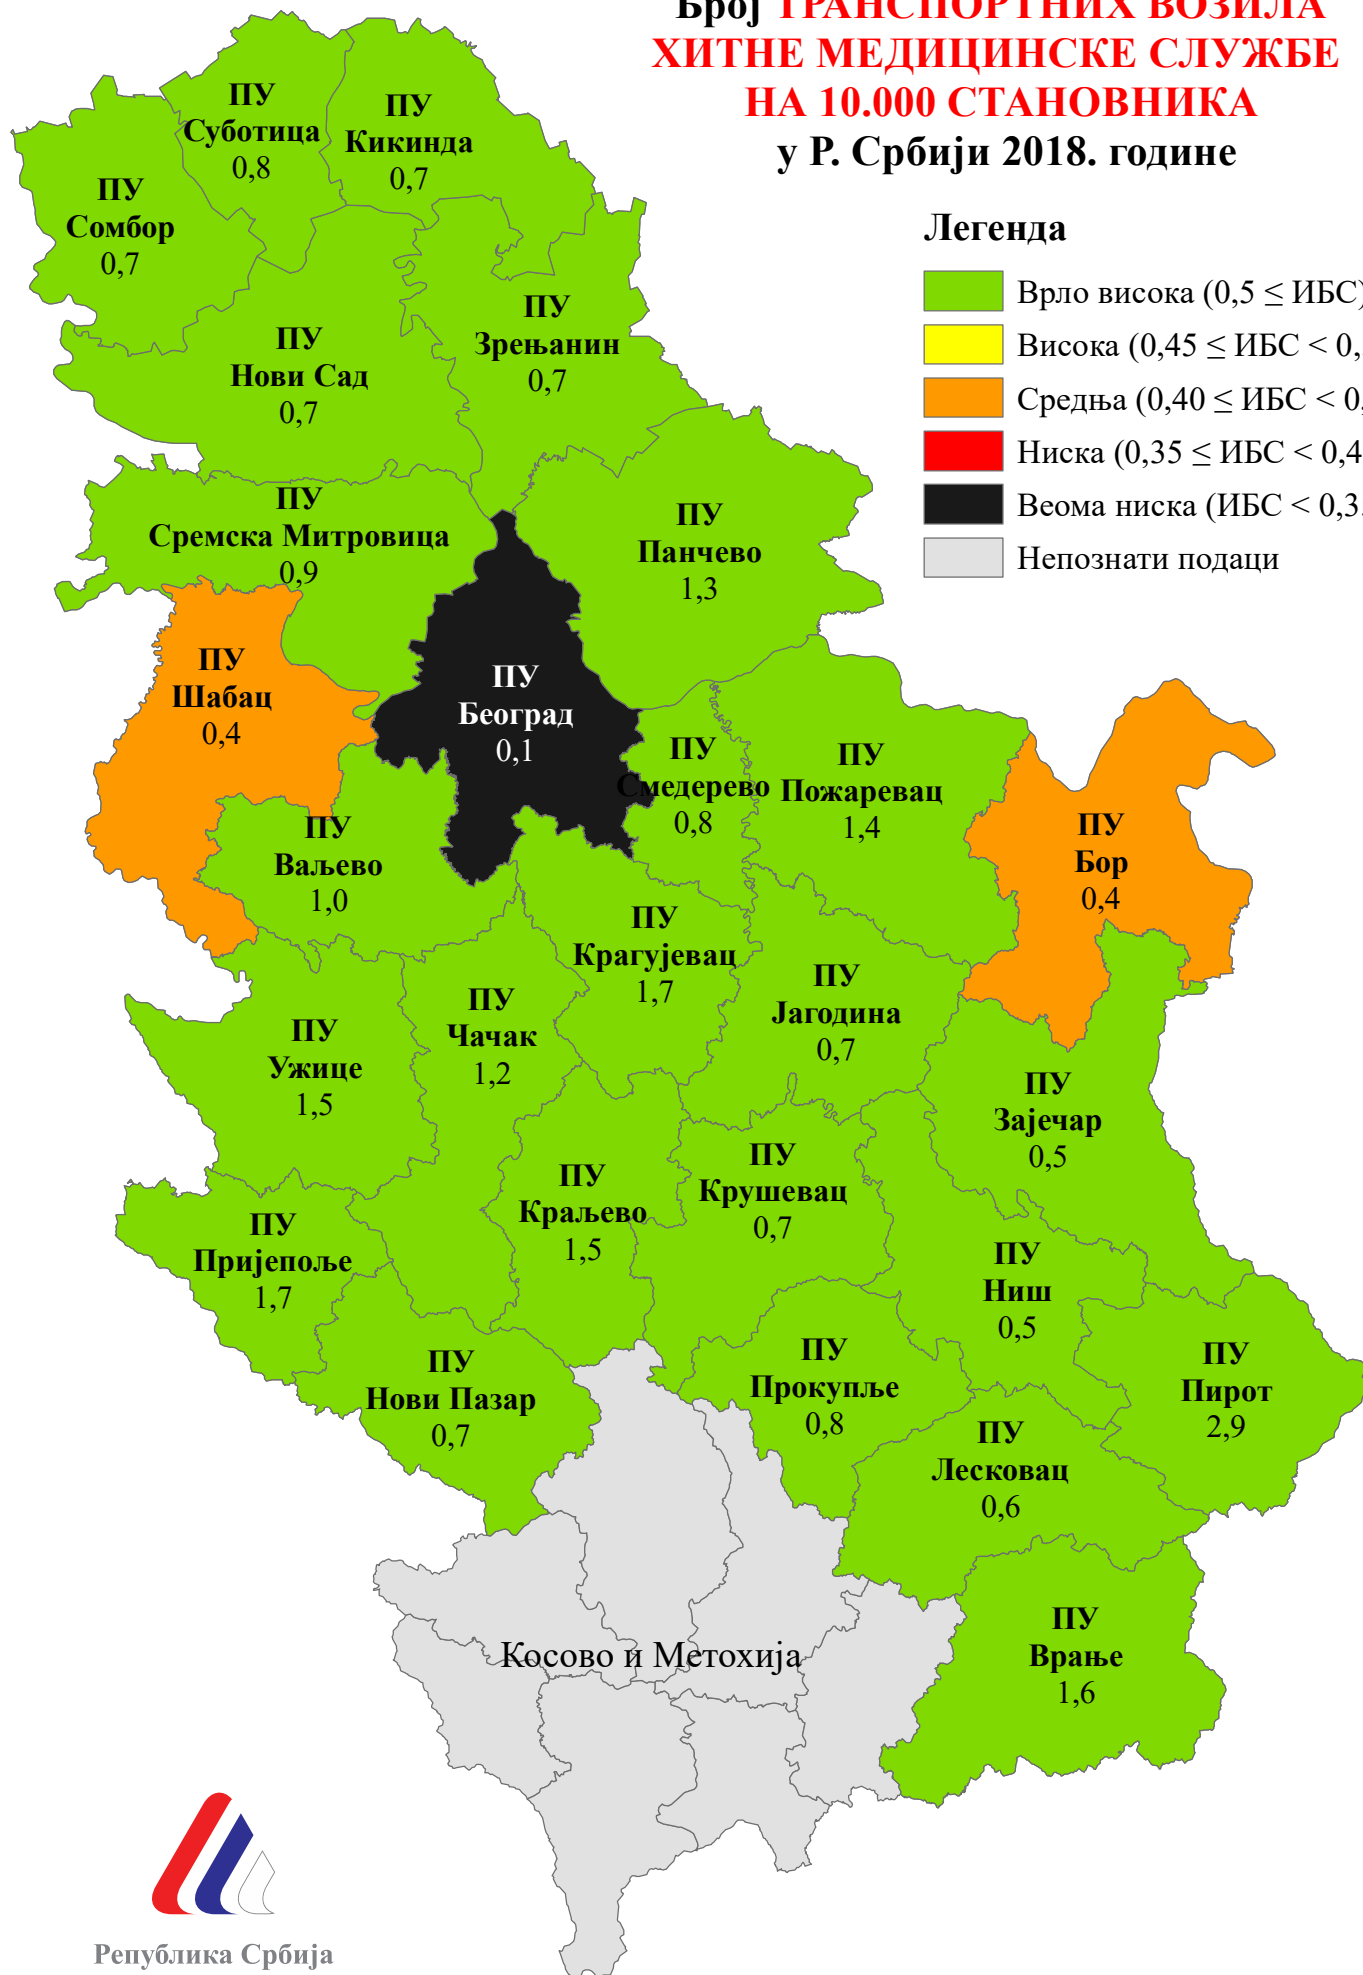 Број ТРАНСПОРТНИХ ВОЗИЛА
ХИТНЕ МЕДИЦИНСКЕ СЛУЖБЕ
НА 10.000 СТАНОВНИКА
у Р. Србији 2018. године
Легенда
Врло висока (0,5 ≤ ИБС)
Висока (0,45 ≤ ИБС < 0,
Средња (0,40 ≤ ИБС < 0,
Ниска (0,35 ≤ ИБС < 0,4
Веома ниска (ИБС < 0,3
Непознати подаци
ПУ
Суботица
0,8
ПУ
Кикинда
0,7
ПУ
Сомбор
0,7
ПУ
Зрењанин
0,7
ПУ
Нови Сад
0,7
ПУ
Сремска Митровица
0,9
ПУ
Панчево
1,3
ПУ
Шабац
0,4
ПУ
Београд
0,1
ПУ
Смедерево
0,8
ПУ
Пожаревац
1,4
ПУ
Бор
0,4
ПУ
Ваљево
1,0
ПУ
Крагујевац
1,7
ПУ
Јагодина
0,7
ПУ
Чачак
1,2
ПУ
Ужице
1,5
ПУ
Зајечар
0,5
ПУ
Крушевац
0,7
ПУ
Краљево
1,5
ПУ
Пријепоље
1,7
ПУ
Ниш
0,5
ПУ
Пирот
2,9
ПУ
Прокупље
0,8
ПУ
Нови Пазар
0,7
ПУ
Лесковац
0,6
ПУ
Врање
1,6
Косово и Метохија
Република Србија